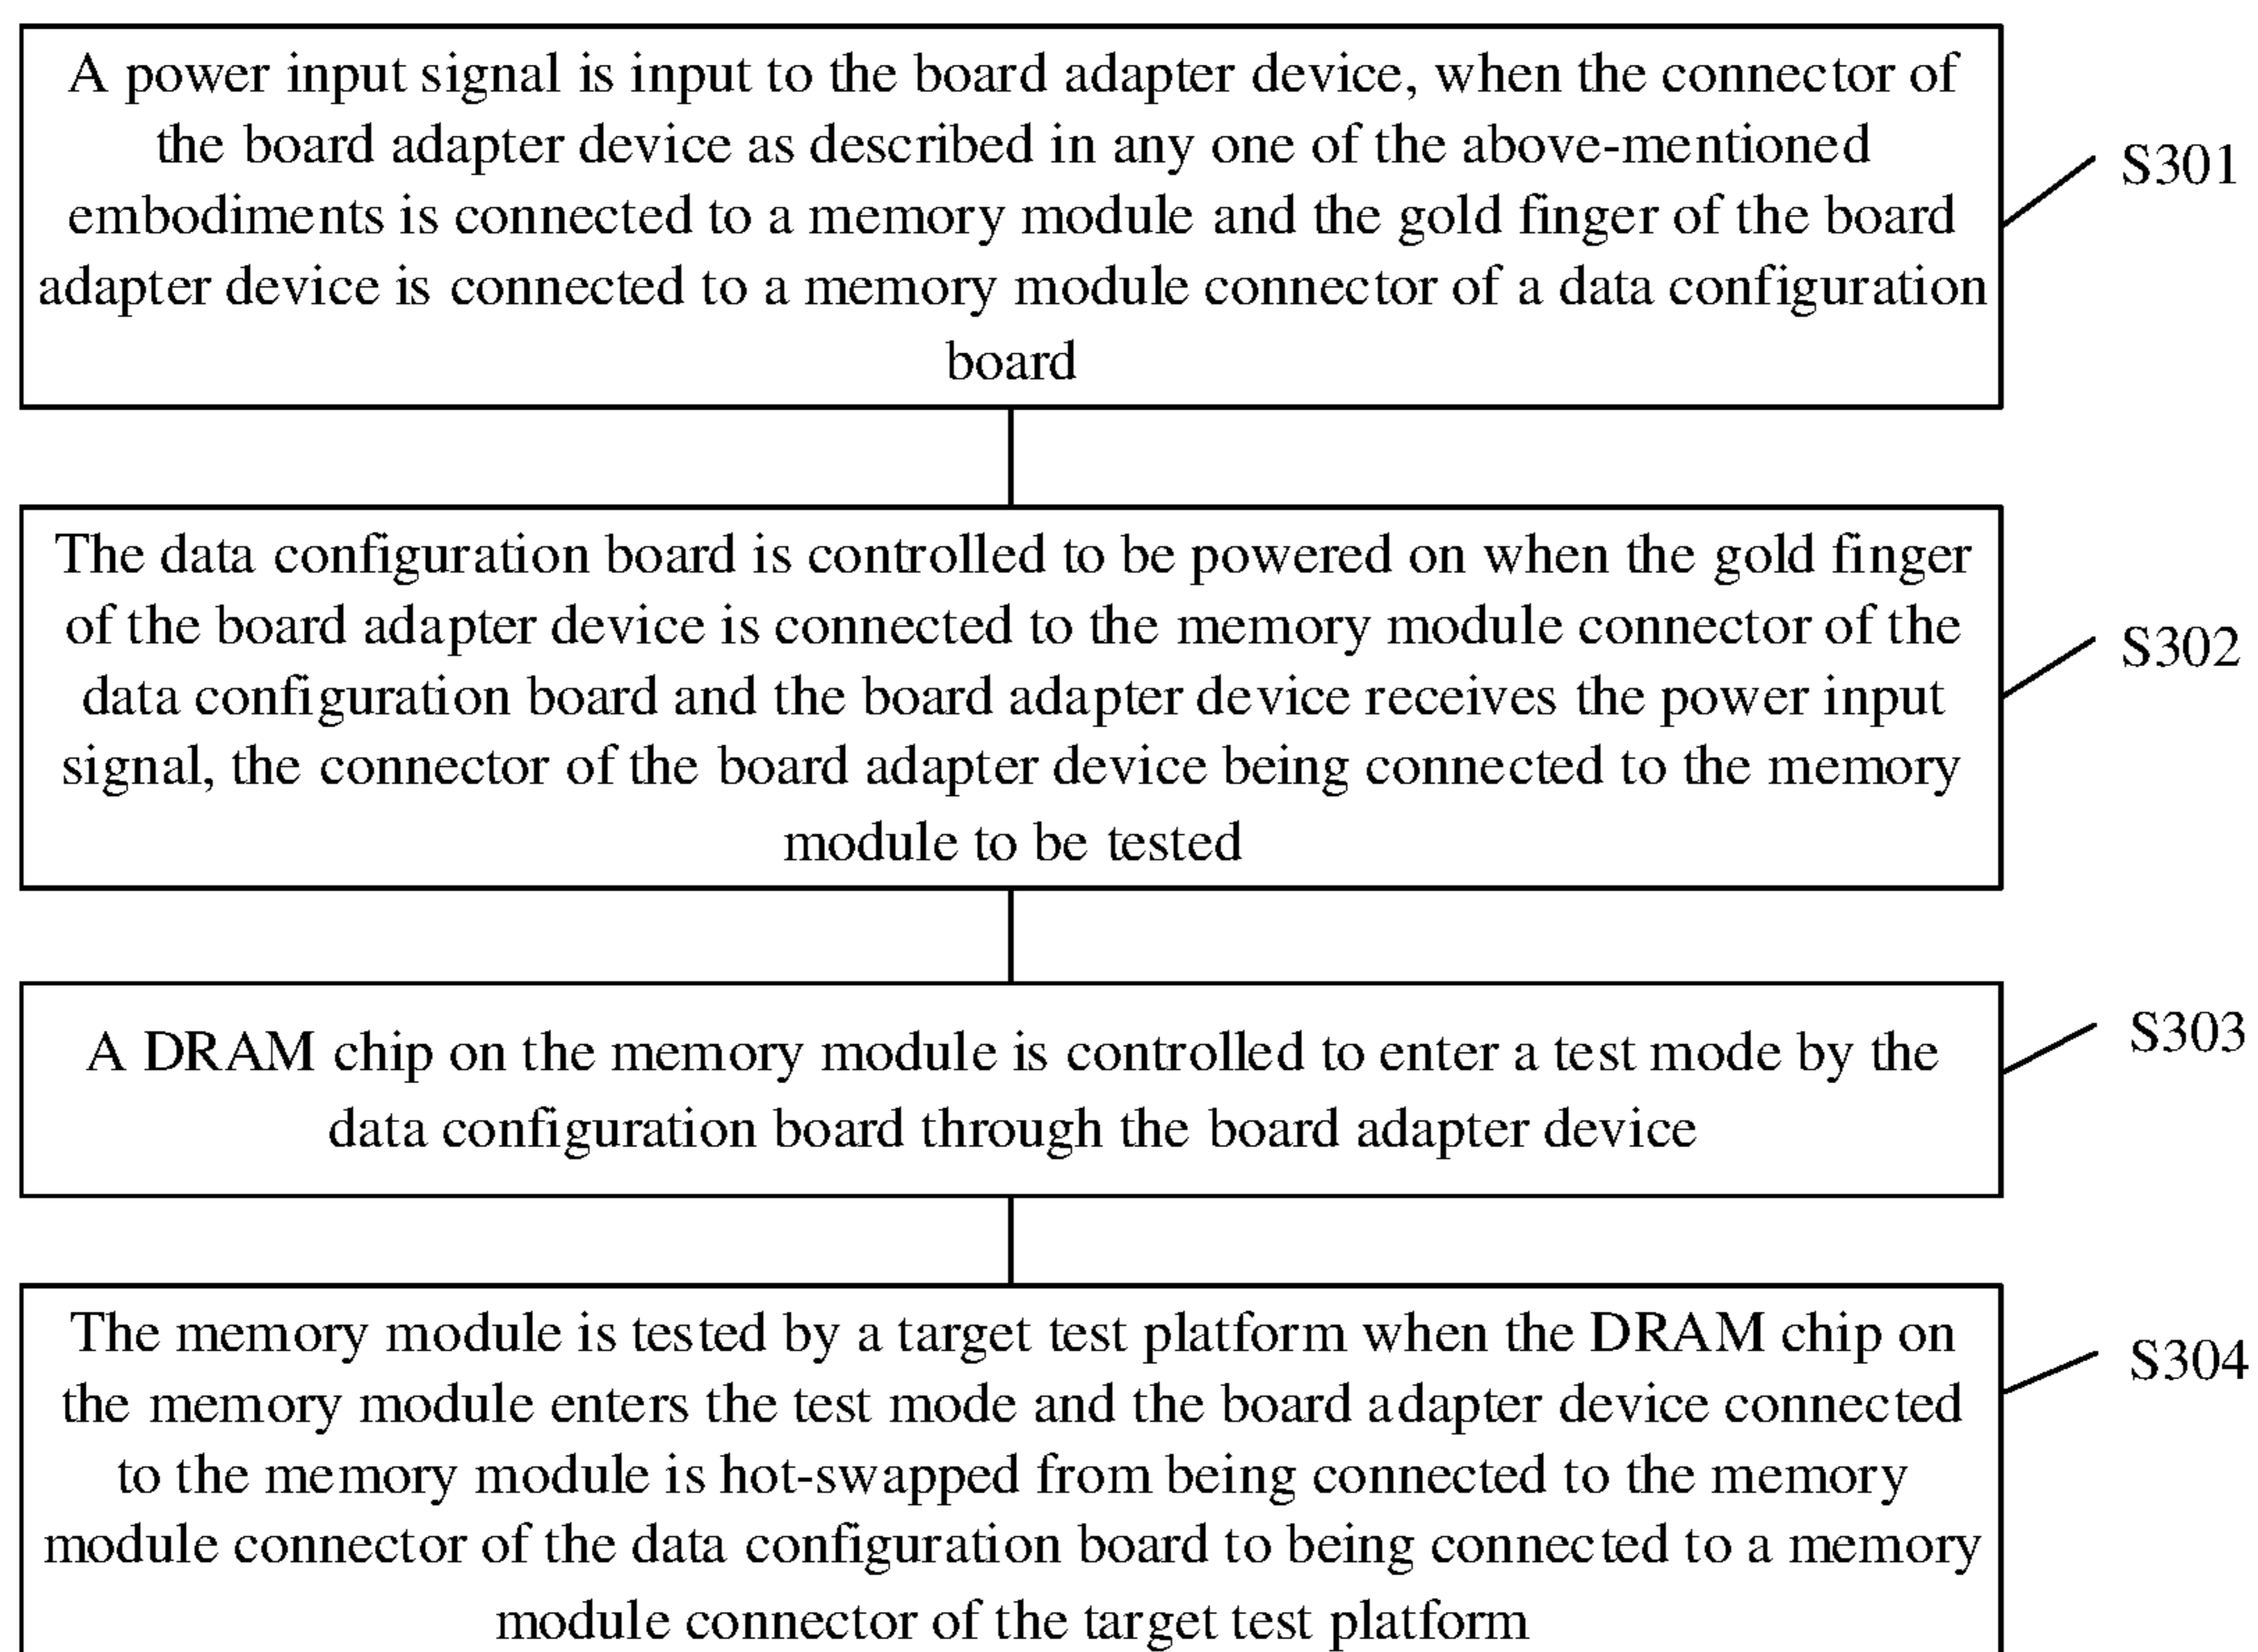 A power input signal is input to the board adapter device, when the connector of
the board adapter device as described in any one of the above-mentioned
embodiments is connected to a memory module and the gold finger of the board
adapter device is connected to a memory module connector of a data configuration
board
S301
The data configuration board is controlled to be powered on when the gold finger
of the board adapter device is connected to the memory module connector of the
data configuration board and the board adapter device receives the power input
signal, the connector of the board adapter device being connected to the memory
module to be tested
S302
A DRAM chip on the memory module is controlled to enter a test mode by the
data configuration board through the board adapter device
S303
The memory module is tested by a target test platform when the DRAM chip on
the memory module enters the test mode and the board adapter device connected
to the memory module is hot-swapped from being connected to the memory
module connector of the data configuration board to being connected to a memory
module connector of the target test platform
S304